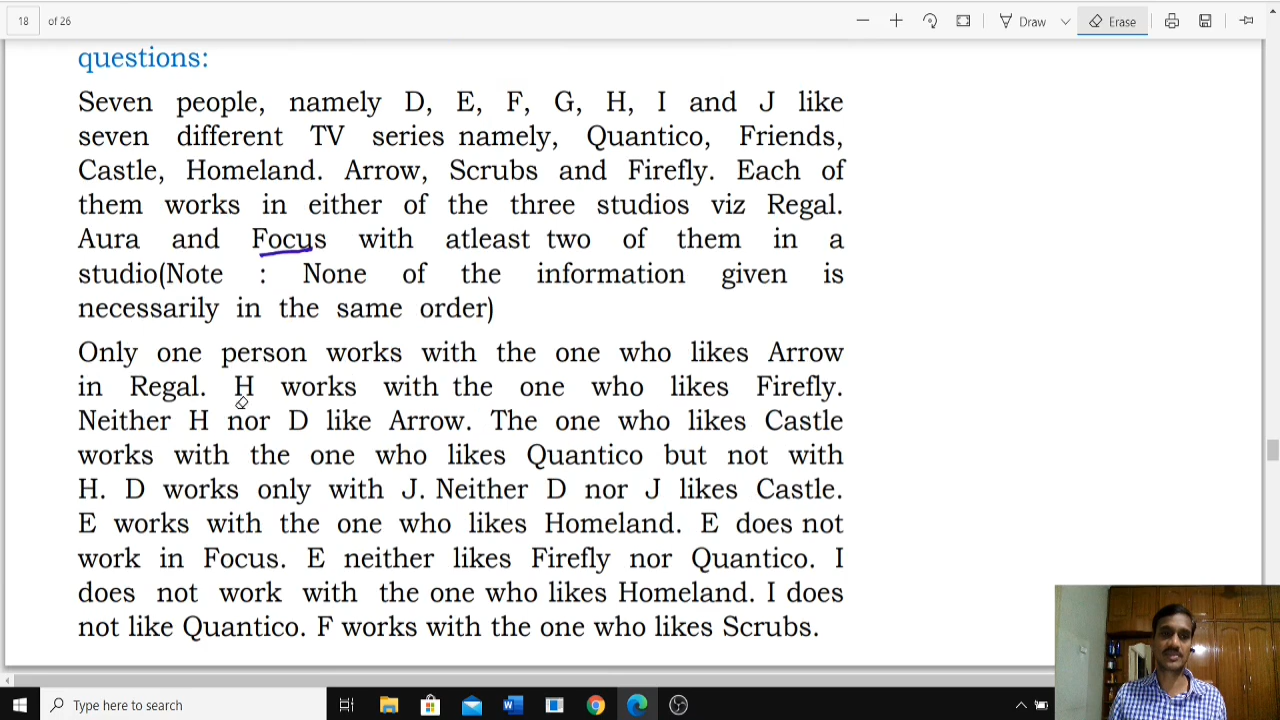 18 of 26
Draw
Erase
questions:
Seven people, namely D, E, F, G, H, I and J like
seven different TV series namely, Quantico, Friends,
Castle, Homeland. Arrow, Scrubs and Firefly. Each of
them works in either of the three studios viz Regal.
Aura and Focus with atleast two of them in a
studio(Note : None of the information given is
necessarily in the same order)
Only one person works with the one who likes Arrow
in Regal. H works with the one who likes Firefly.
Neither H nor D like Arrow. The one who likes Castle
works with the one who likes Quantico but not with
H. D works only with J. Neither D nor J likes Castle.
E works with the one who likes Homeland. E does not
work in Focus. E neither likes Firefly nor Quantico. I
does not work with the one who likes Homeland. I does
not like Quantico. F works with the one who likes Scrubs.
Type here to search